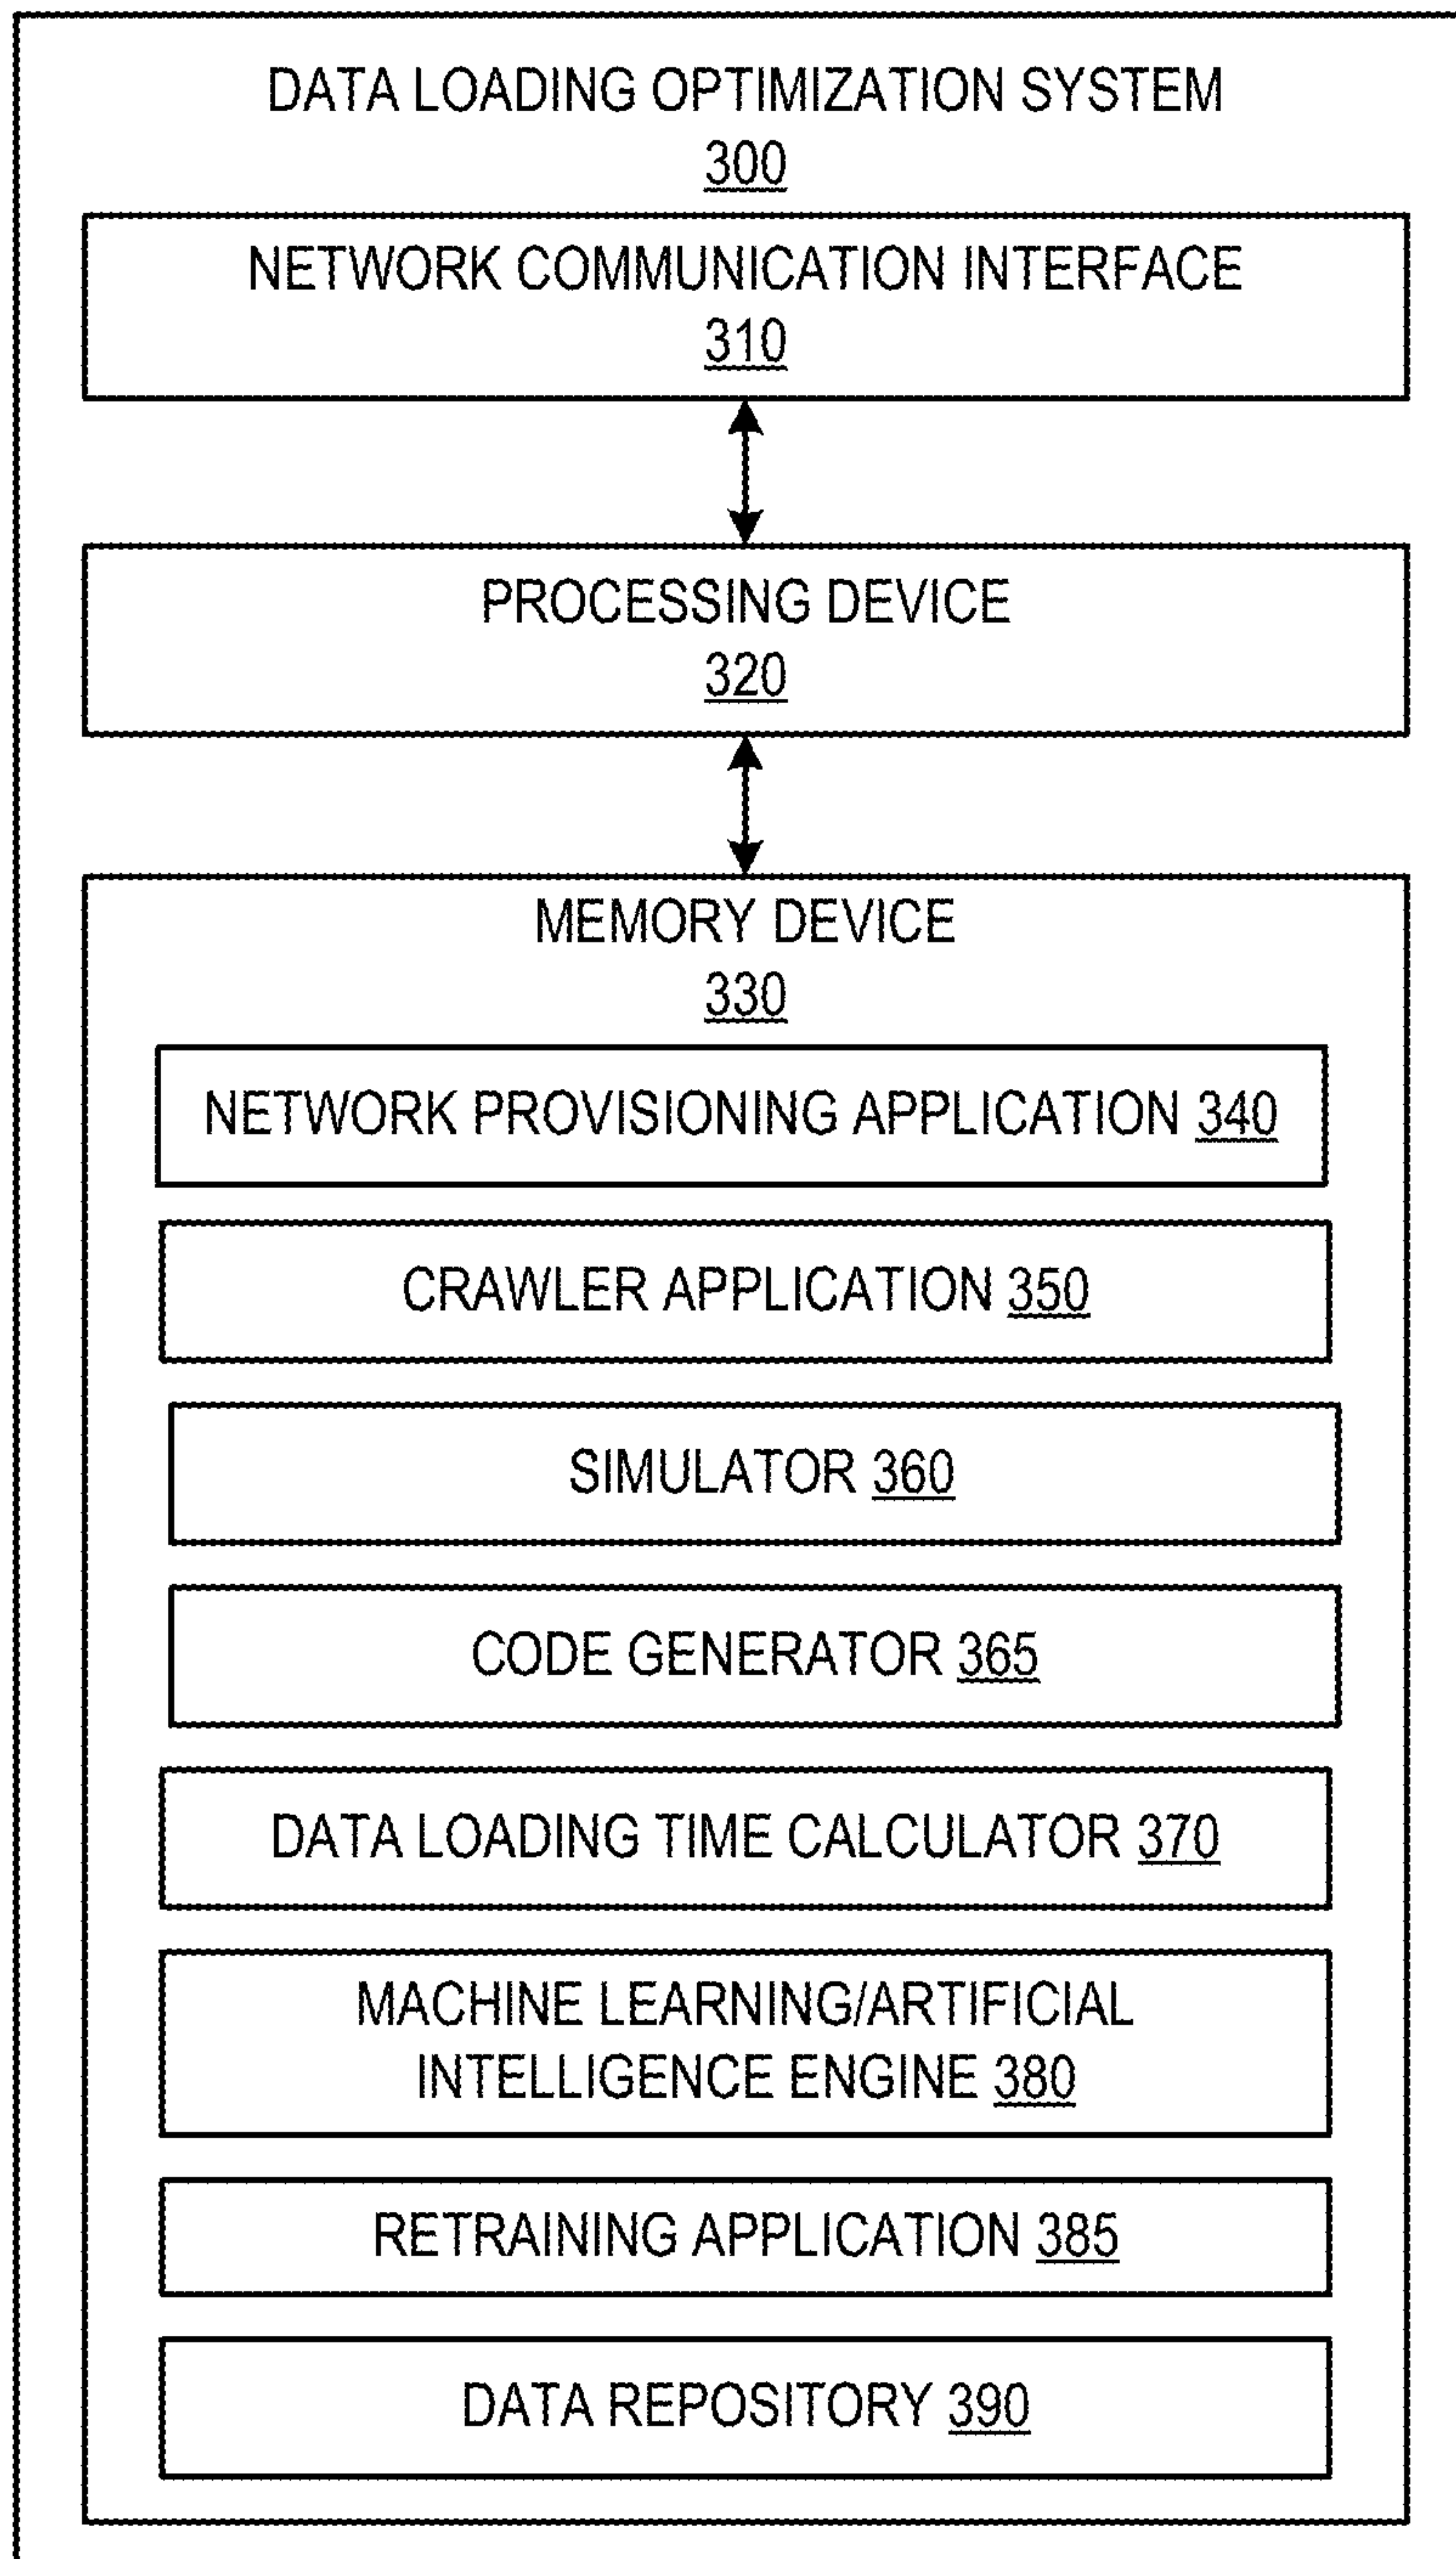 DATA LOADING OPTIMIZATION SYSTEM
300
NETWORK COMMUNICATION INTERFACE
310
PROCESSING DEVICE
320
MEMORY DEVICE
330
NETWORK PROVISIONING APPLICATION 340
CRAWLER APPLICATION 350
SIMULATOR 360
CODE GENERATOR 365
DATA LOADING TIME CALCULATOR 370
MACHINE LEARNING/ARTIFICIAL
INTELLIGENCE ENGINE 380
RETRAINING APPLICATION 385
DATA REPOSITORY 390